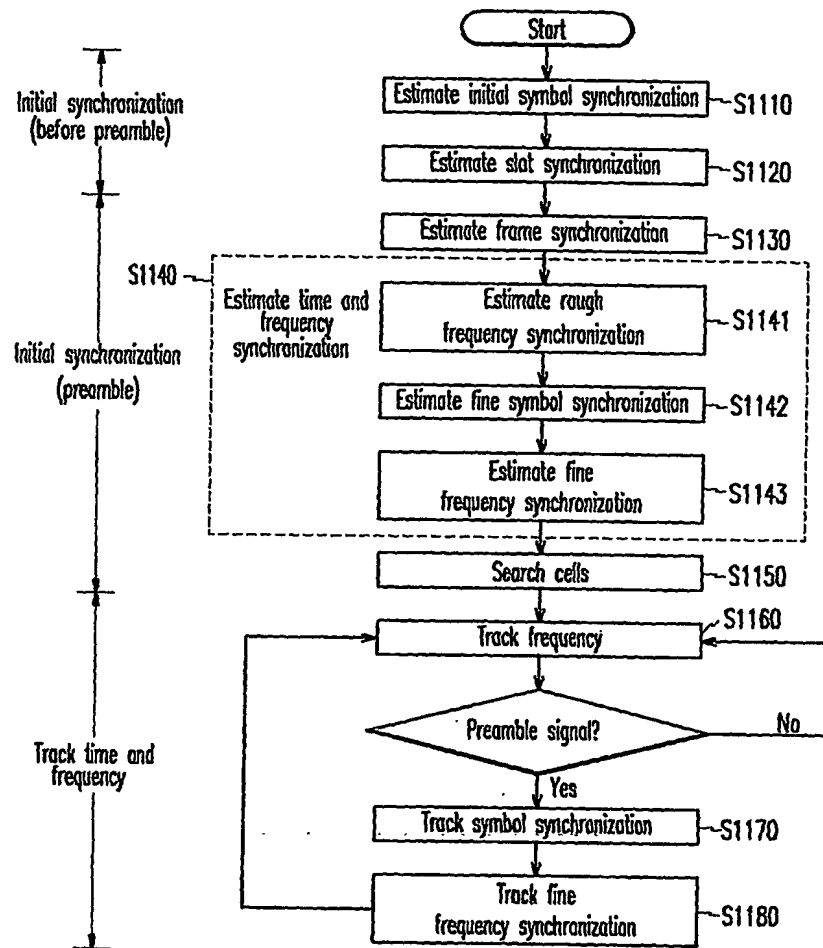 Start
Initial synchronization
(before preamble)
Estimate initial symbol synchronization
S1110
Estimate slat synchronization
S1120
Estimate frame synchronization
S1130
S1140
Estimate time and
frequency
synchronization
Estimate rough
frequency synchronization
S1141
Initial synchronization
(preamble)
Estimate fine symbol synchronization
S1142
Estimate fine
frequency synchronization
S1143
Search cells
S1150
Track frequency
S1160
Preamble signal?
No
Yes
Track time and
frequency
Track symbol synchronization
S1170
Track fine
frequency synchronization
S1180